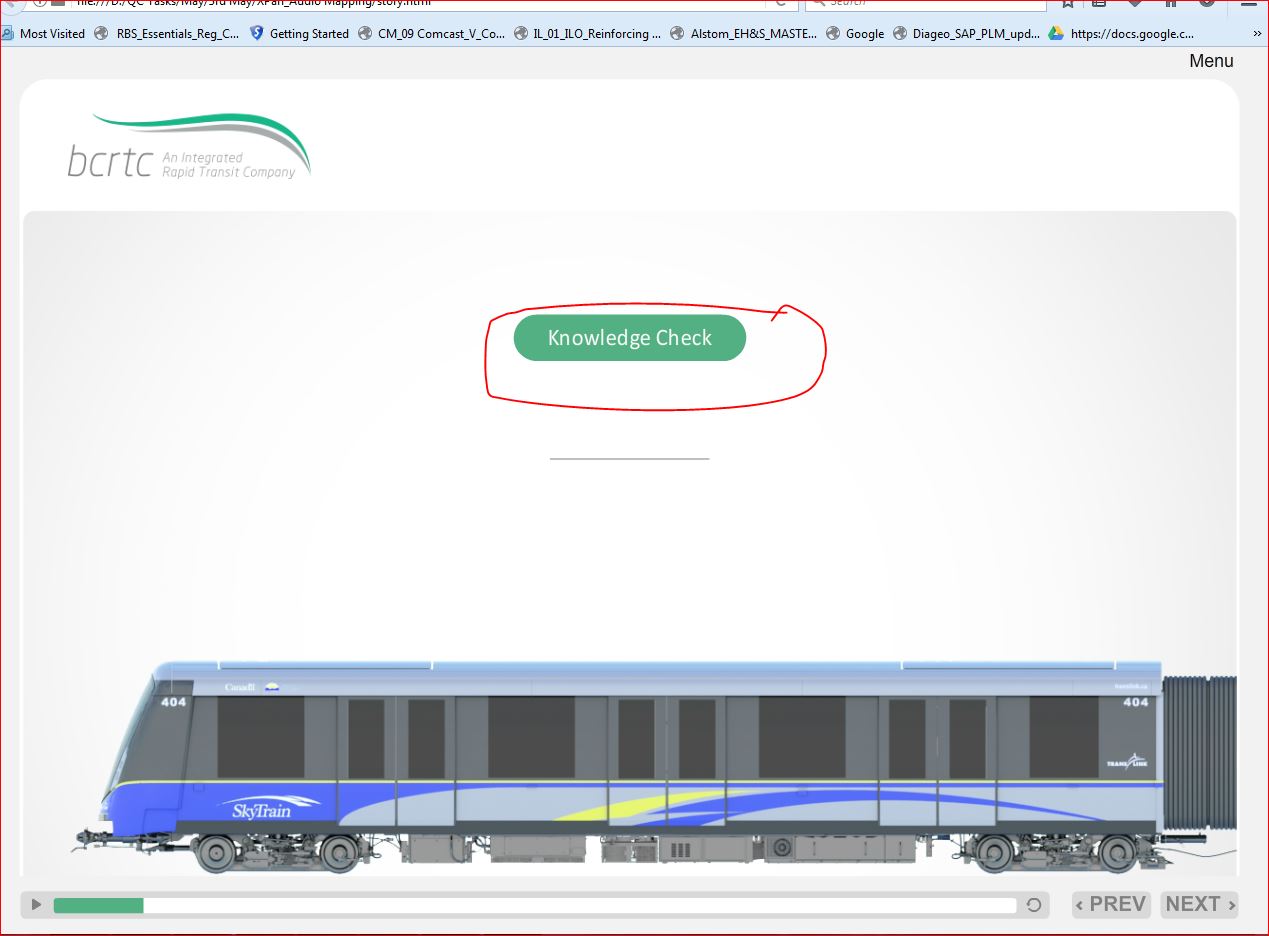 file:///D:/QC Tasks/May/3rd May/XPan_Audio Mapping/story.html
Search
Most Visited RBS_Essentials_Reg_C... Getting Started CM_09 Comcast_V_Co... IL_01_ILO_Reinforcing ... Alstom_EH&S_MASTE... Google Diageo_SAP_PLM_upd... https://docs.google.c... »
Menu
bcrtc An Integrated
Rapid Transit Company
Knowledge Check
Canada
translink.ca
404
404
TRANSLINK
SkyTrain
‹ PREV NEXT ›